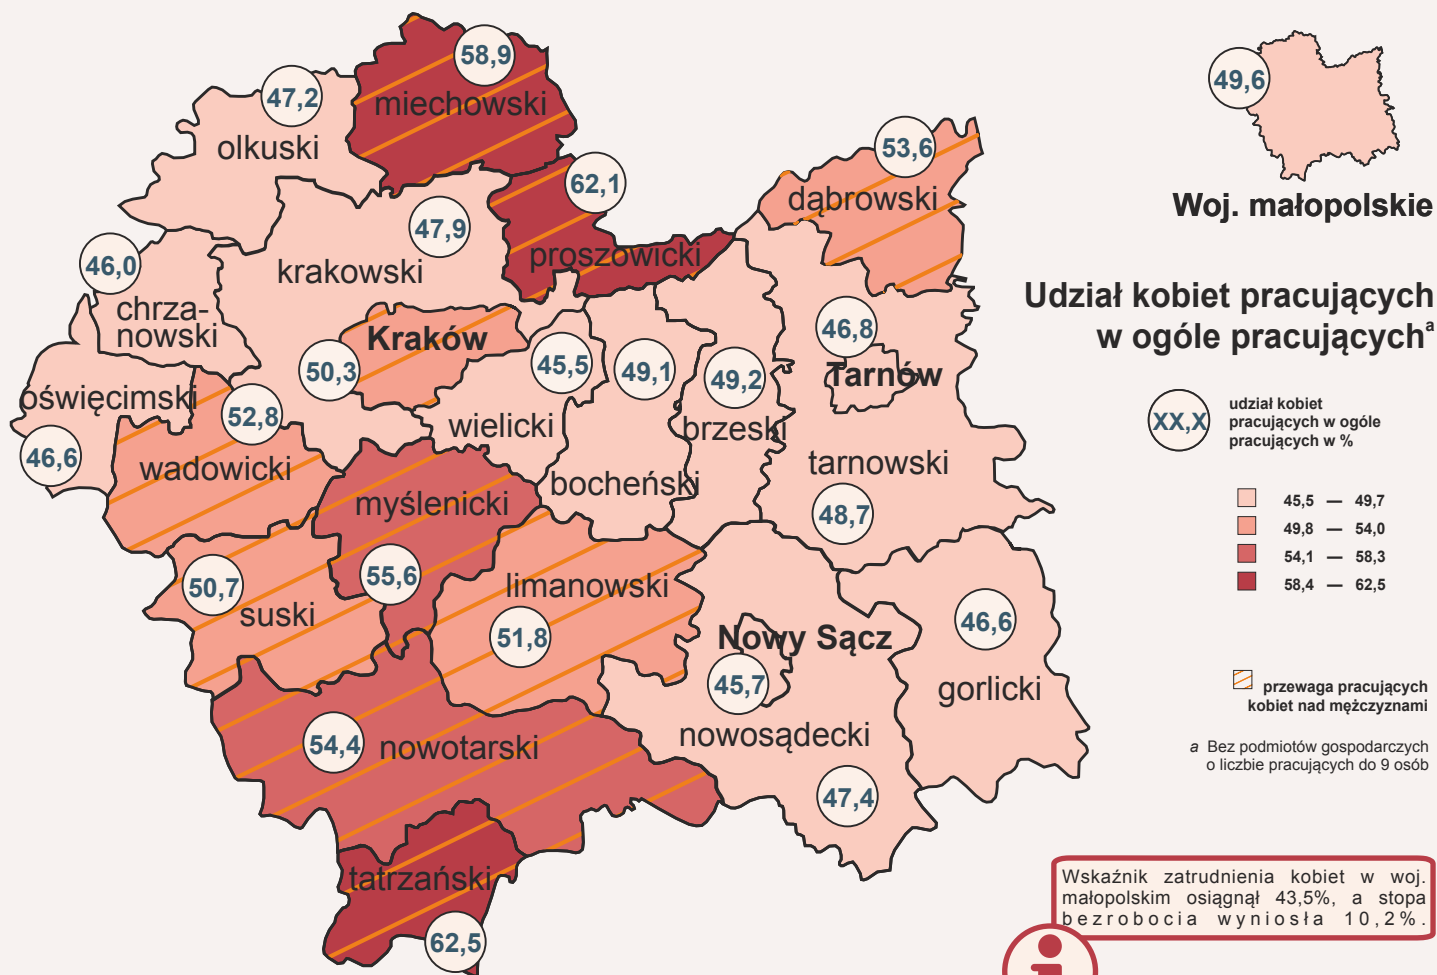 58,9
miechowski
47,2
olkuski
62,1
proszowicki
53,6
dąbrowski
47,9
krakowski
46,0
chrza-
nowski
Kraków
50,3
46,8
Tarnów
45,5
wielicki
49,1
bocheński
49,2
brzeski
oświęcimski
46,6
52,8
wadowicki
tarnowski
48,7
myślenicki
55,6
50,7
suski
limanowski
51,8
Nowy Sącz
45,7
nowosądecki
47,4
46,6
gorlicki
54,4
nowotarski
tatrzański
62,5
49,6
Woj. małopolskie
Udział kobiet pracujących
w ogóle pracujących a
XX,X
udział kobiet
pracujących w ogóle
pracujących w %
45,5 — 49,7
49,8 — 54,0
54,1 — 58,3
58,4 — 62,5
przewaga pracujących
kobiet nad mężczyznami
a Bez podmiotów gospodarczych
o liczbie pracujących do 9 osób
Wskaźnik zatrudnienia kobiet w woj.
małopolskim osiągnął 43,5%, a stopa
bezrobocia wyniosła 10,2%.